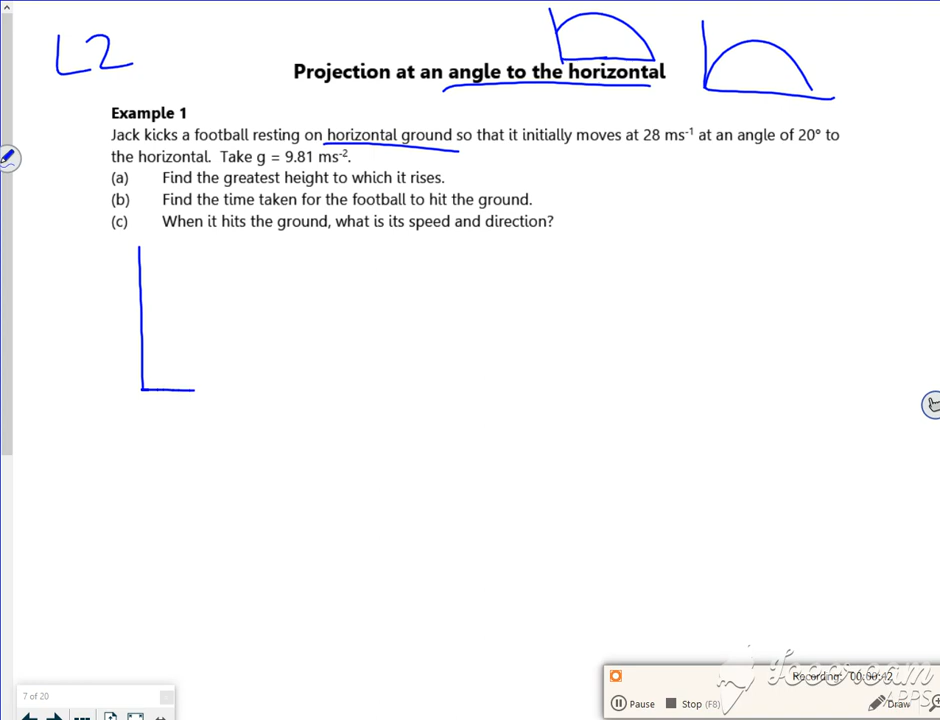 L2
Projection at an angle to the horizontal
Example 1
Jack kicks a football resting on horizontal ground so that it initially moves at 28 ms⁻¹ at an angle of 20° to
the horizontal. Take g = 9.81 ms⁻².
(a) Find the greatest height to which it rises.
(b) Find the time taken for the football to hit the ground.
(c) When it hits the ground, what is its speed and direction?
7 of 20
Recording: 00:00:42
Pause Stop (F8) Draw
APPS